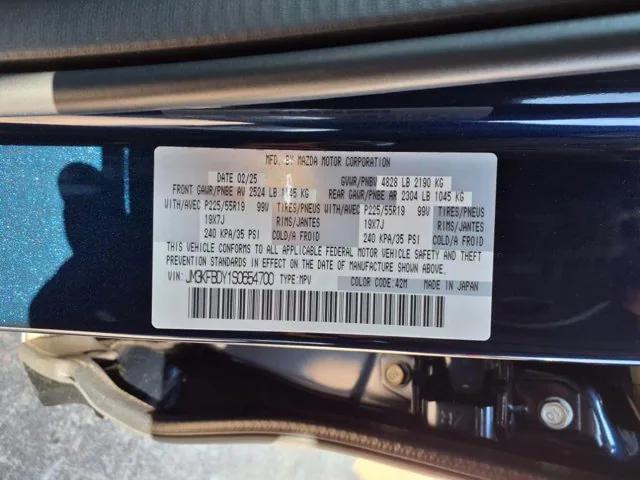 MFD. BY MAZDA MOTOR CORPORATION
DATE 02/25 GVWR/PNBV 4828 LB 2190 KG
FRONT GAWR/PNBE AV 2524 LB 1145 KG REAR GAWR/PNBE AR 2304 LB 1045 KG
WITH/AVEC P225/55R19 99V TIRES/PNEUS WITH/AVEC P225/55R19 99V TIRES/PNEUS
19X7J RIMS/JANTES 19X7J RIMS/JANTES
240 KPA/35 PSI COLD/A FROID 240 KPA/35 PSI COLD/A FROID
THIS VEHICLE CONFORMS TO ALL APPLICABLE FEDERAL MOTOR VEHICLE SAFETY AND THEFT
PREVENTION STANDARDS IN EFFECT ON THE DATE OF MANUFACTURE SHOWN ABOVE.
VIN: JM3KFBDY1S0654700 TYPE:MPV COLOR CODE:42M MADE IN JAPAN